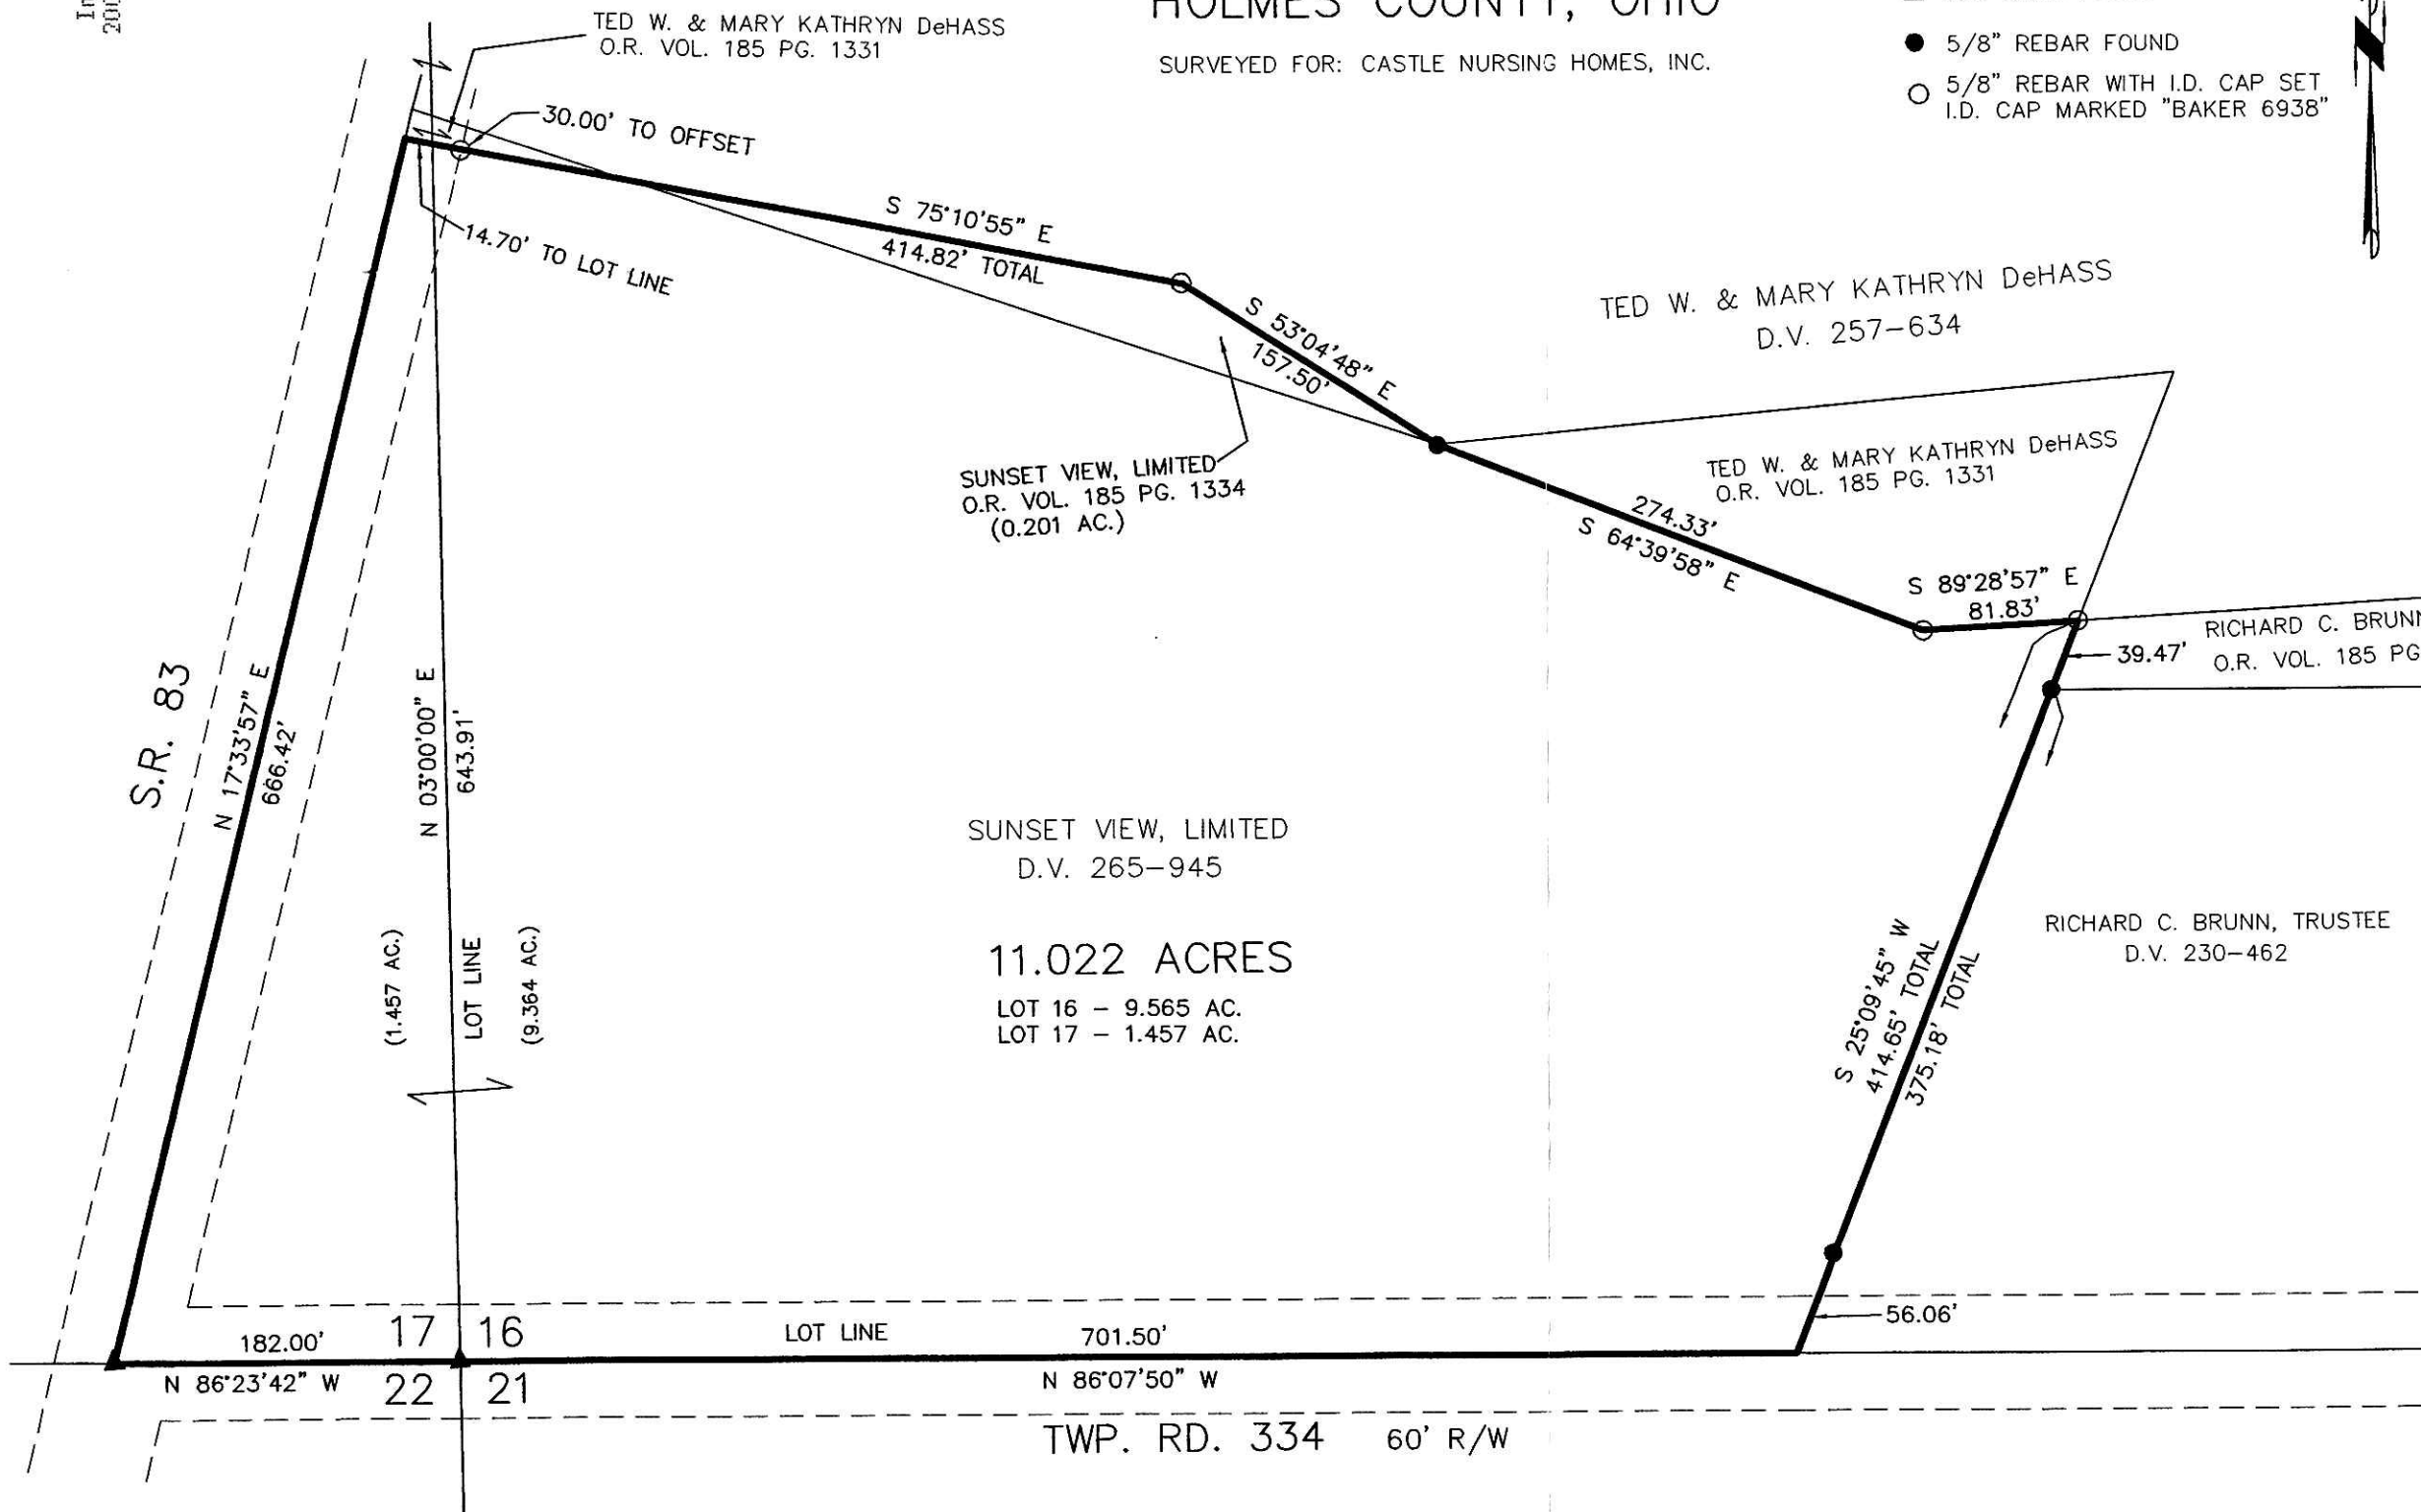 HOLMES COUNTY, OHIO
SURVEYED FOR: CASTLE NURSING HOMES, INC.
● 5/8" REBAR FOUND
○ 5/8" REBAR WITH I.D. CAP SET
I.D. CAP MARKED "BAKER 6938"
TED W. & MARY KATHRYN DeHASS
O.R. VOL. 185 PG. 1331
30.00' TO OFFSET
14.70' TO LOT LINE
S 75°10'55" E
414.82' TOTAL
S 53°04'48" E
157.50'
TED W. & MARY KATHRYN DeHASS
D.V. 257-634
SUNSET VIEW, LIMITED
O.R. VOL. 185 PG. 1334
(0.201 AC.)
TED W. & MARY KATHRYN DeHASS
O.R. VOL. 185 PG. 1331
274.33'
S 64°39'58" E
S 89°28'57" E
81.83'
RICHARD C. BRUNN
39.47'
O.R. VOL. 185 PG
S.R. 83
N 17°33'57" E
666.42'
N 03°00'00" E
643.91'
SUNSET VIEW, LIMITED
D.V. 265-945
(1.457 AC.)
LOT LINE
(9.364 AC.)
11.022 ACRES
LOT 16 - 9.565 AC.
LOT 17 - 1.457 AC.
S 25°09'45" W
414.65' TOTAL
375.18' TOTAL
RICHARD C. BRUNN, TRUSTEE
D.V. 230-462
56.06'
182.00'
17 16
LOT LINE
701.50'
N 86°23'42" W
22 21
N 86°07'50" W
TWP. RD. 334 60' R/W